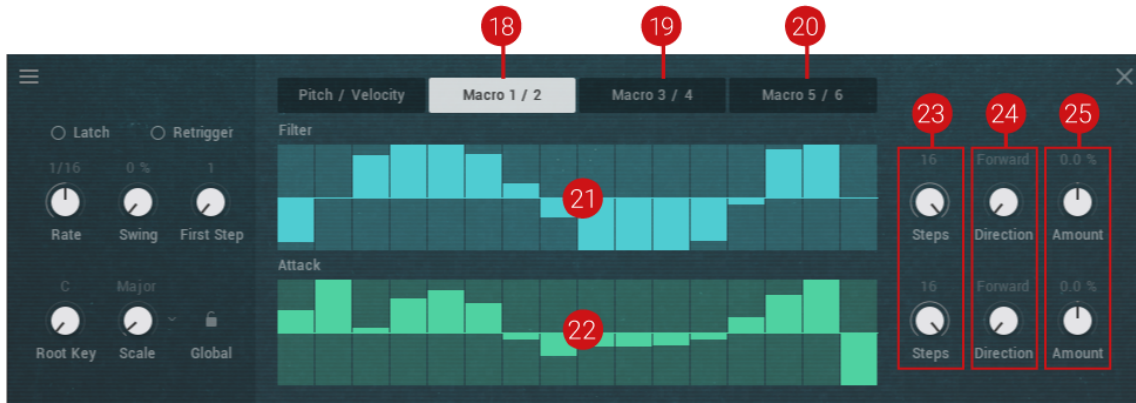 18 19 20
Pitch / Velocity Macro 1 / 2 Macro 3 / 4 Macro 5 / 6
23 24 25
Latch Retrigger
Filter
1/16 0 % 1
16 Forward 0.0 %
21
Rate Swing First Step
Steps Direction Amount
Attack
C Major
16 Forward 0.0 %
22
Root Key Scale Global
Steps Direction Amount